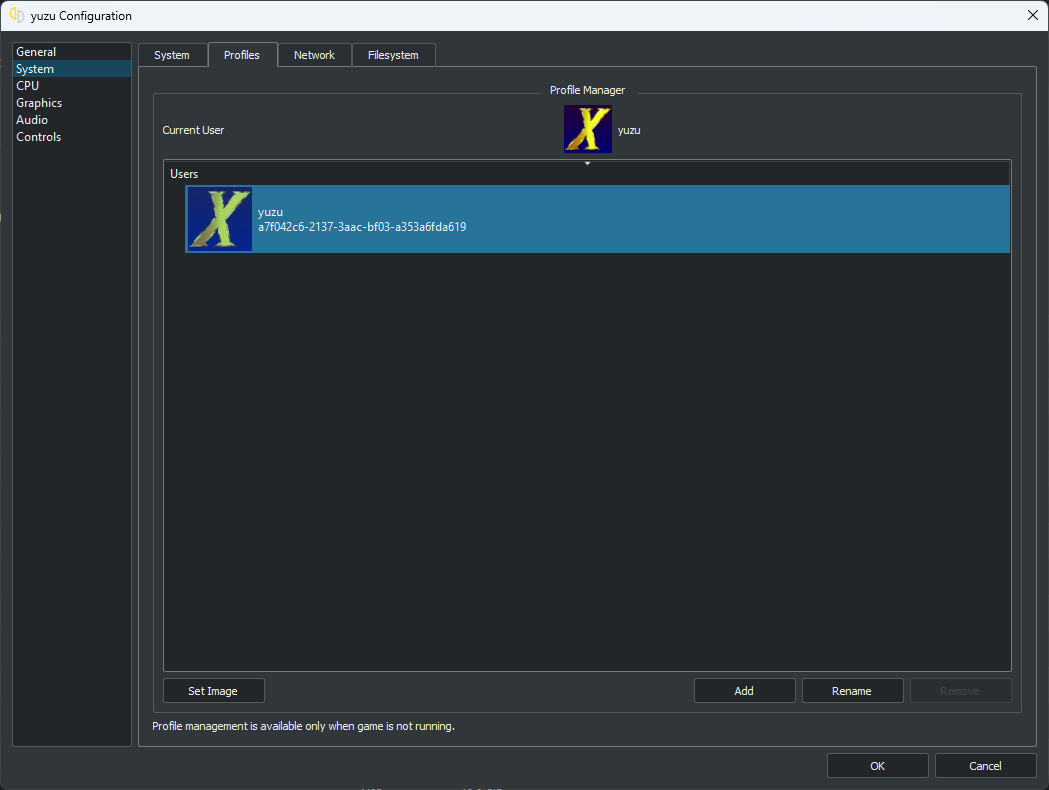 yuzu Configuration
General
System
CPU
Graphics
Audio
Controls
System
Profiles
Network
Filesystem
Profile Manager
Current User
yuzu
Users
yuzu
a7f042c6-2137-3aac-bf03-a353a6fda619
Set Image
Add
Rename
Remove
Profile management is available only when game is not running.
OK
Cancel